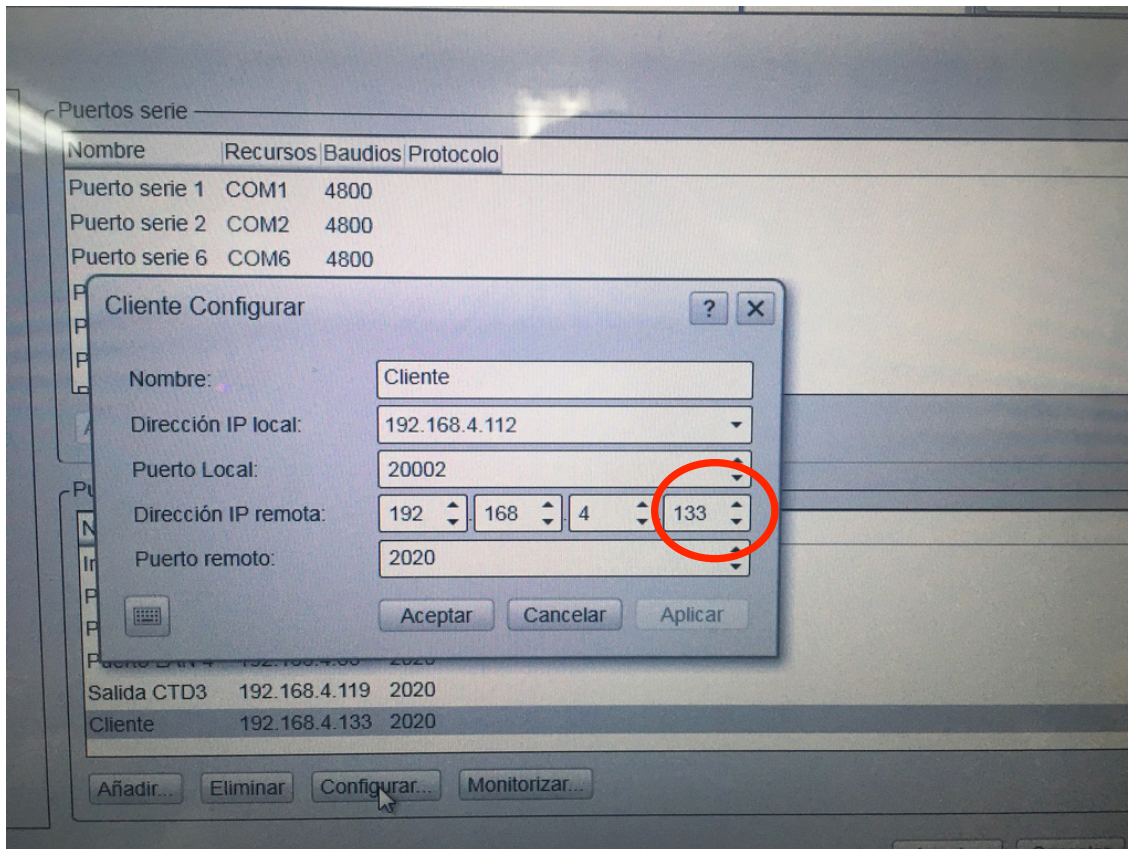 Puertos serie
Nombre Recursos Baudios Protocolo
Puerto serie 1 COM1 4800
Puerto serie 2 COM2 4800
Puerto serie 6 COM6 4800
Cliente Configurar ? X
Nombre: Cliente
Dirección IP local: 192.168.4.112
Puerto Local: 20002
Dirección IP remota: 192 . 168 . 4 . 133
Puerto remoto: 2020
Aceptar Cancelar Aplicar
Salida CTD3 192.168.4.119 2020
Cliente 192.168.4.133 2020
Añadir... Eliminar Configurar... Monitorizar...